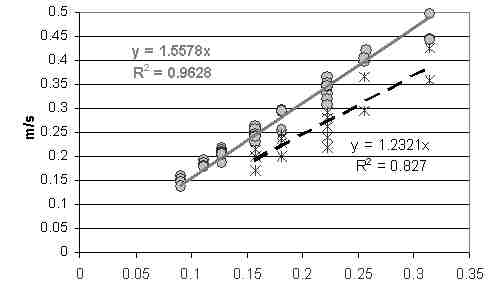 0.5
0.45
y = 1.5578x
R² = 0.9628
0.4
0.35
0.3
m/s
0.25
y = 1.2321x
R² = 0.827
0.2
0.15
0.1
0.05
0
0 0.05 0.1 0.15 0.2 0.25 0.3 0.35